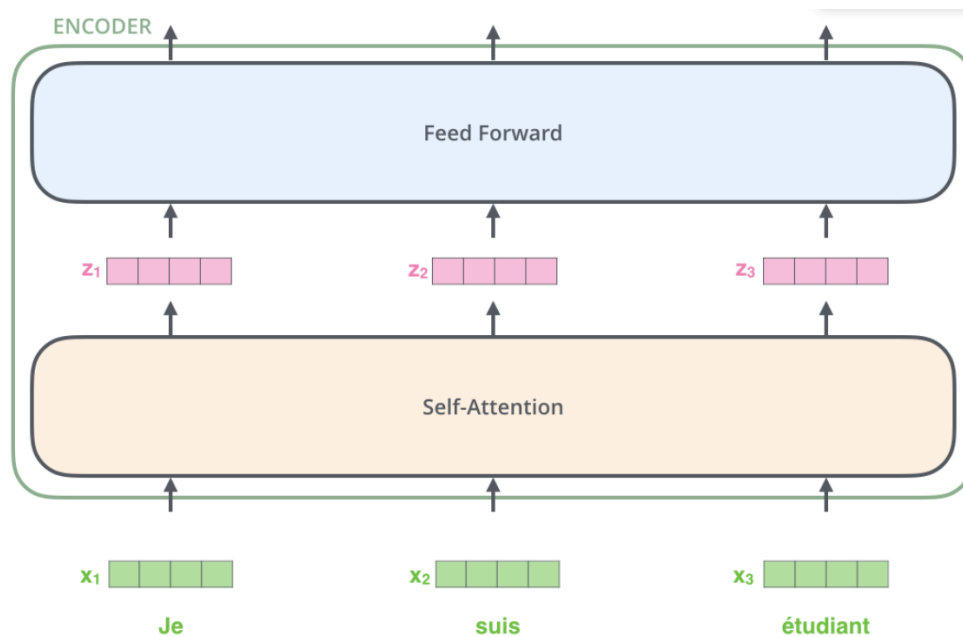 ENCODER
Feed Forward
z₁ z₂ z₃
Self-Attention
x₁ x₂ x₃
Je suis étudiant